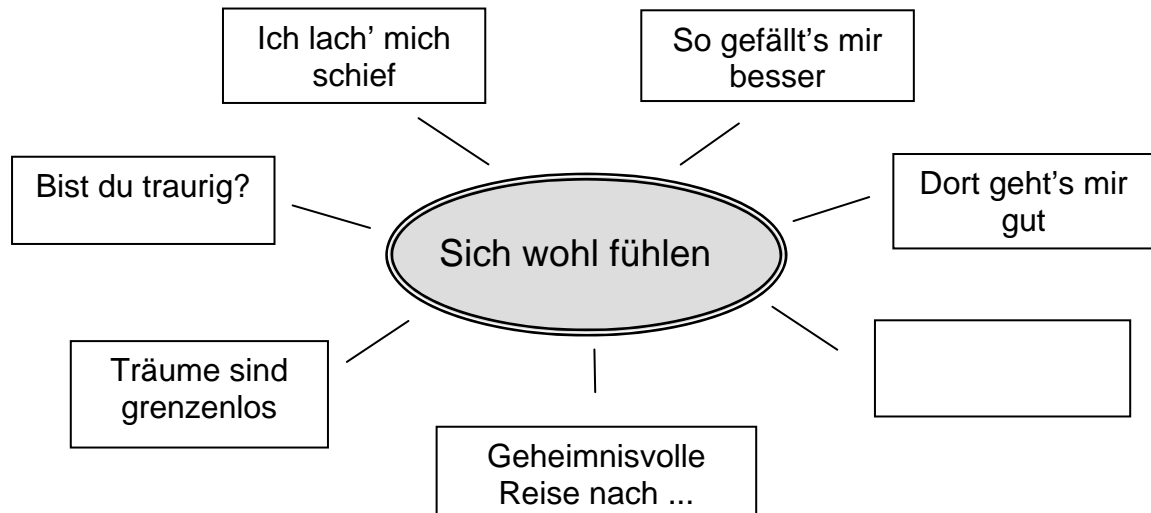 Ich lach’ mich
schief
So gefällt’s mir
besser
Bist du traurig?
Dort geht’s mir
gut
Sich wohl fühlen
Träume sind
grenzenlos
Geheimnisvolle
Reise nach ...